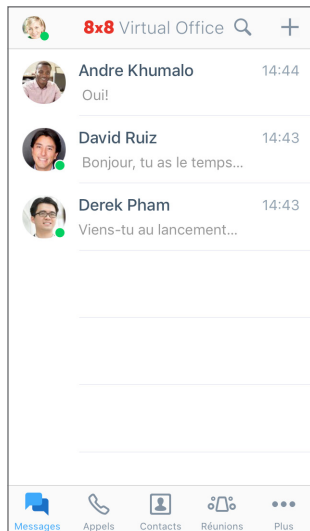 8x8 Virtual Office
Andre Khumalo 14:44
Oui!
David Ruiz 14:43
Bonjour, tu as le temps...
Derek Pham 14:43
Viens-tu au lancement...
Messages Appels Contacts Réunions Plus